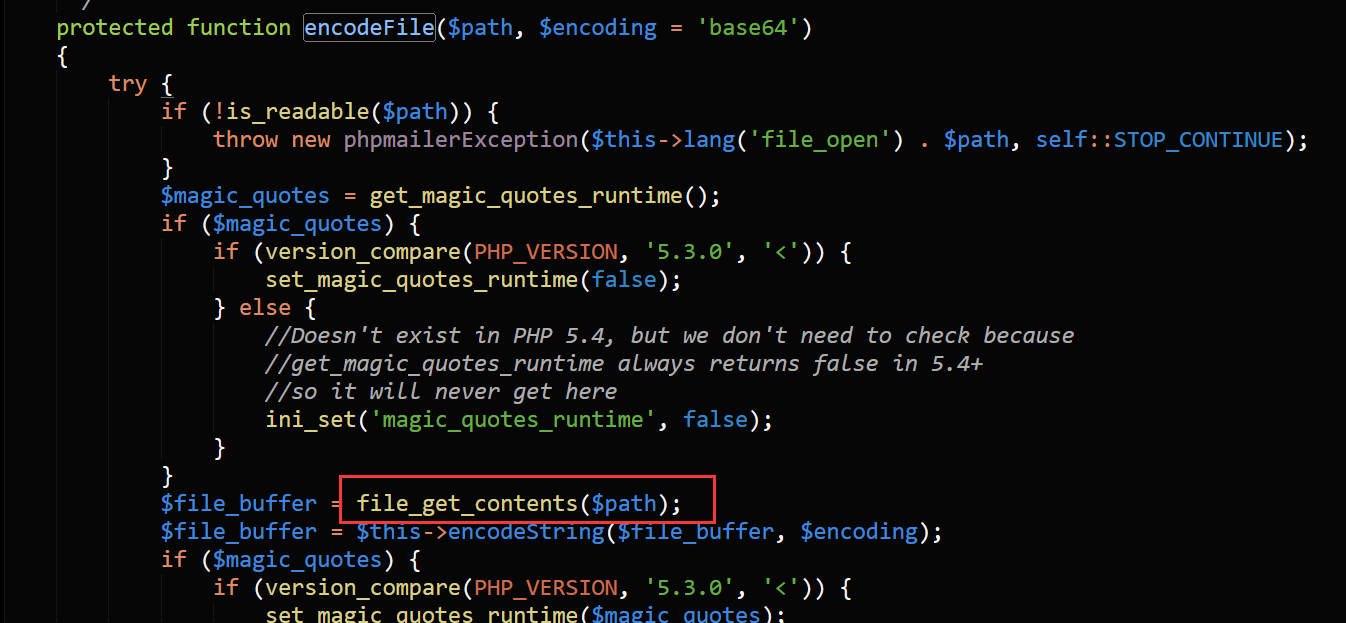 /
protected function encodeFile($path, $encoding = 'base64')
{
try {
if (!is_readable($path)) {
throw new phpmailerException($this->lang('file_open') . $path, self::STOP_CONTINUE);
}
$magic_quotes = get_magic_quotes_runtime();
if ($magic_quotes) {
if (version_compare(PHP_VERSION, '5.3.0', '<')) {
set_magic_quotes_runtime(false);
} else {
//Doesn't exist in PHP 5.4, but we don't need to check because
//get_magic_quotes_runtime always returns false in 5.4+
//so it will never get here
ini_set('magic_quotes_runtime', false);
}
}
$file_buffer = file_get_contents($path);
$file_buffer = $this->encodeString($file_buffer, $encoding);
if ($magic_quotes) {
if (version_compare(PHP_VERSION, '5.3.0', '<')) {
set_magic_quotes_runtime($magic_quotes);